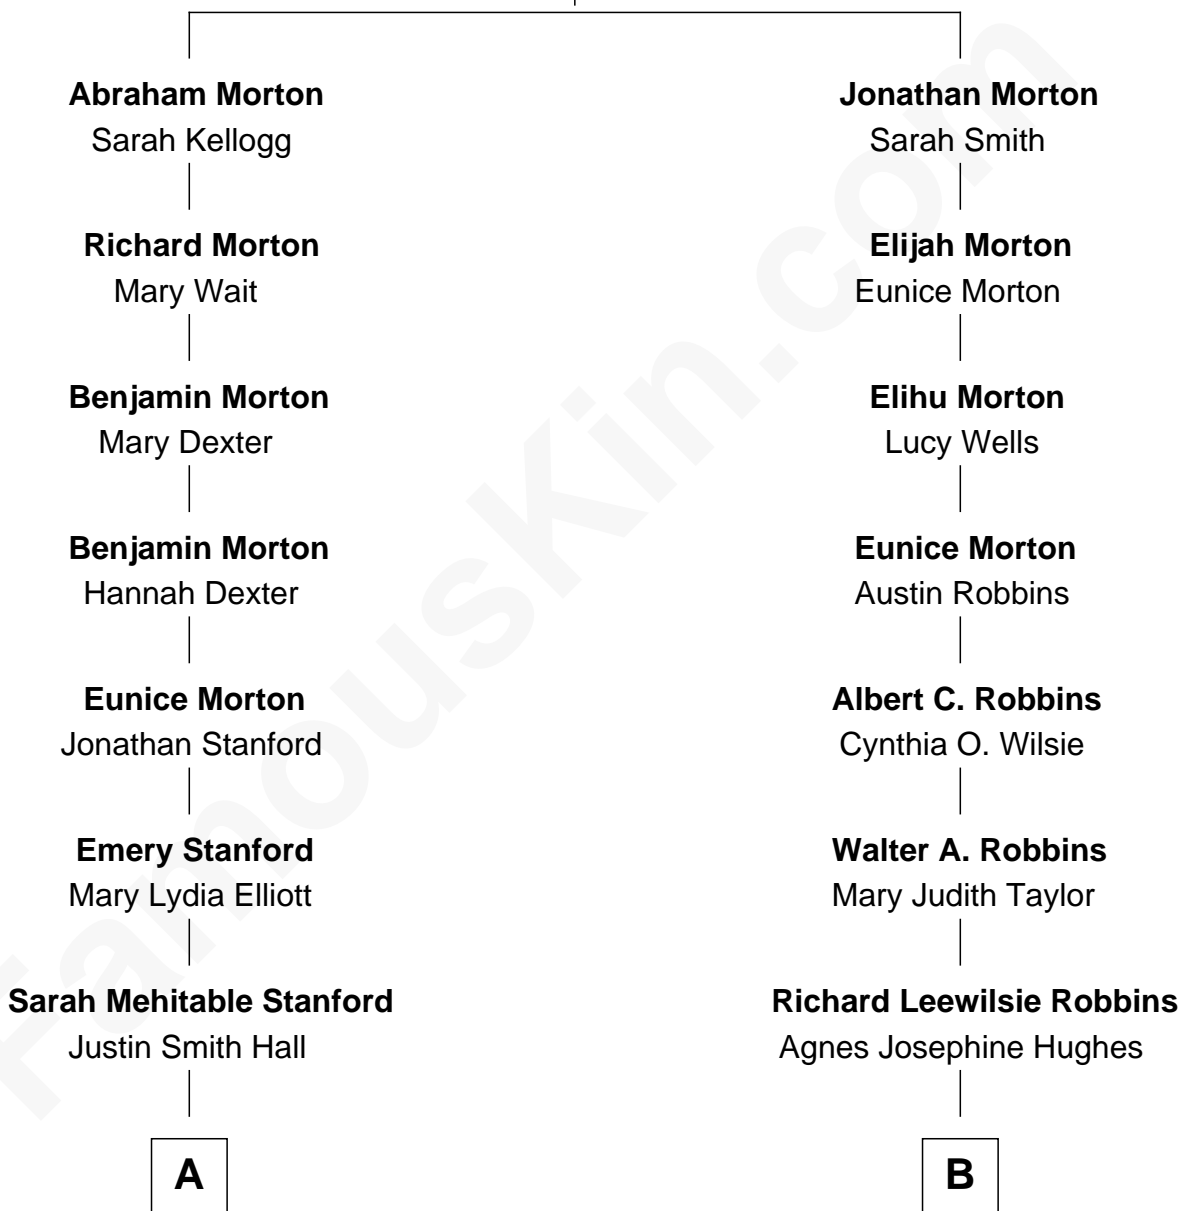 Abraham Morton
Sarah Kellogg
Richard Morton
Mary Wait
Benjamin Morton
Mary Dexter
Benjamin Morton
Hannah Dexter
Eunice Morton
Jonathan Stanford
Emery Stanford
Mary Lydia Elliott
Sarah Mehitable Stanford
Justin Smith Hall
A
Jonathan Morton
Sarah Smith
Elijah Morton
Eunice Morton
Elihu Morton
Lucy Wells
Eunice Morton
Austin Robbins
Albert C. Robbins
Cynthia O. Wilsie
Walter A. Robbins
Mary Judith Taylor
Richard Leewilsie Robbins
Agnes Josephine Hughes
B
FamousKin.com